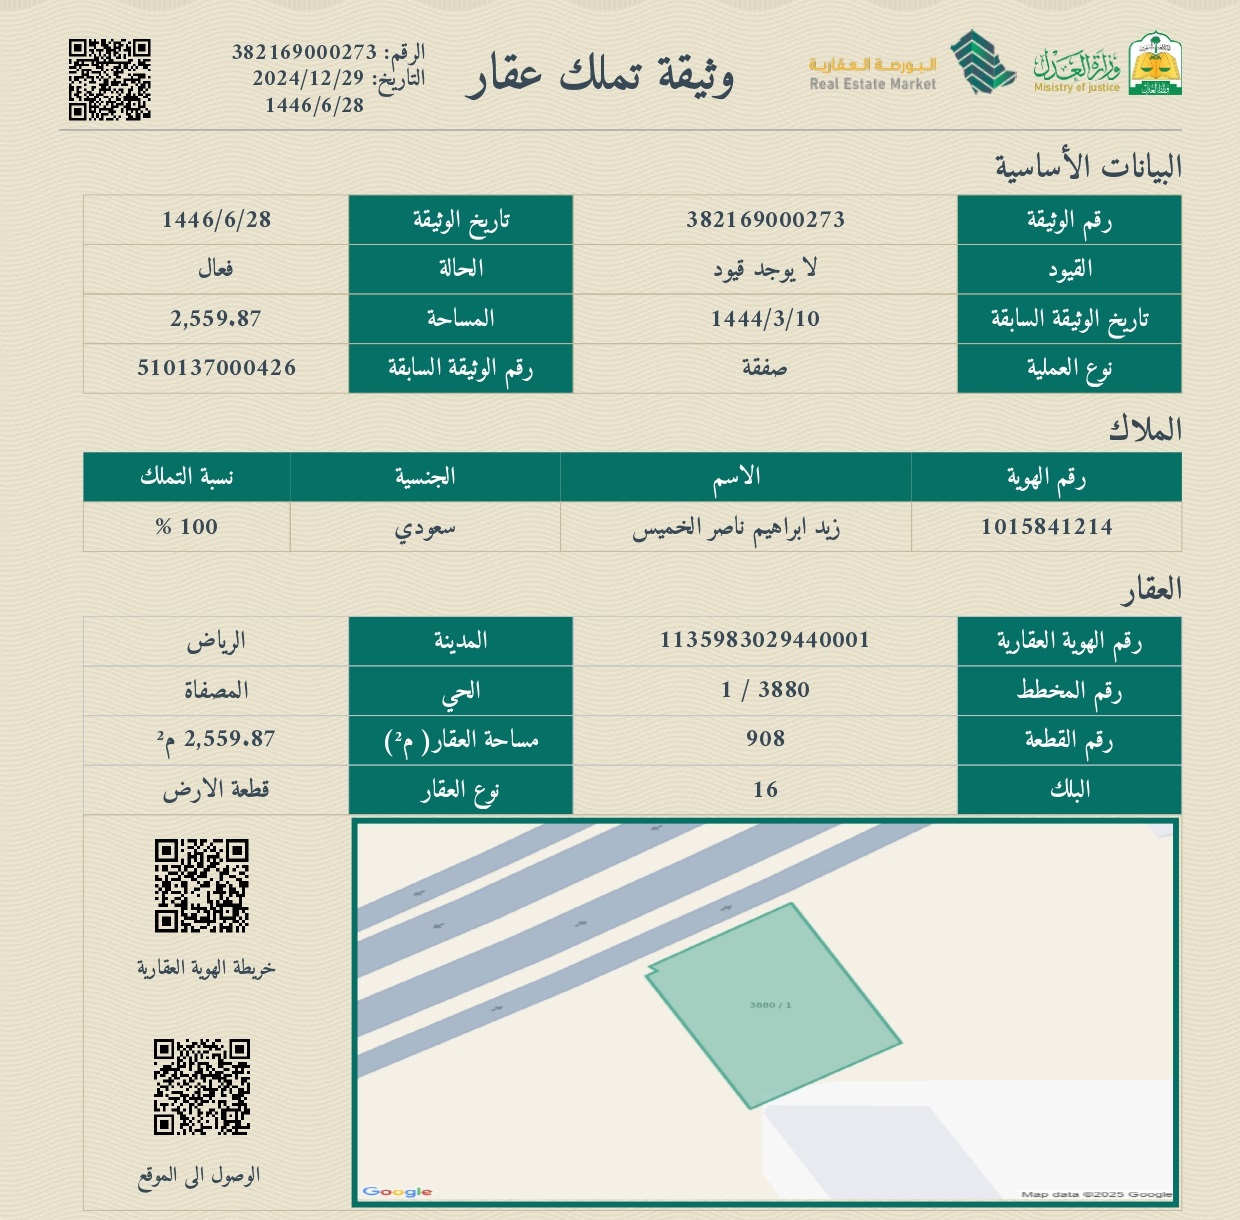 وزارة العدل
Misistry of justice
البورصة العقارية
Real Estate Market
وثيقة تملك عقار
الرقم: 382169000273
التاريخ: 2024/12/29
1446/6/28
البيانات الأساسية
رقم الوثيقة 382169000273 تاريخ الوثيقة 1446/6/28
القيود لا يوجد قيود الحالة فعال
تاريخ الوثيقة السابقة 1444/3/10 المساحة 2,559.87
نوع العملية صفقة رقم الوثيقة السابقة 510137000426
الملاك
رقم الهوية الاسم الجنسية نسبة التملك
1015841214 زيد ابراهيم ناصر الخميس سعودي 100 %
العقار
رقم الهوية العقارية 1135983029440001 المدينة الرياض
رقم المخطط 3880 / 1 الحي المصفاة
رقم القطعة 908 مساحة العقار( م²) 2,559.87 م²
البلك 16 نوع العقار قطعة الارض
3880 / 1
Google
Map data ©2025 Google
خريطة الهوية العقارية
الوصول الى الموقع